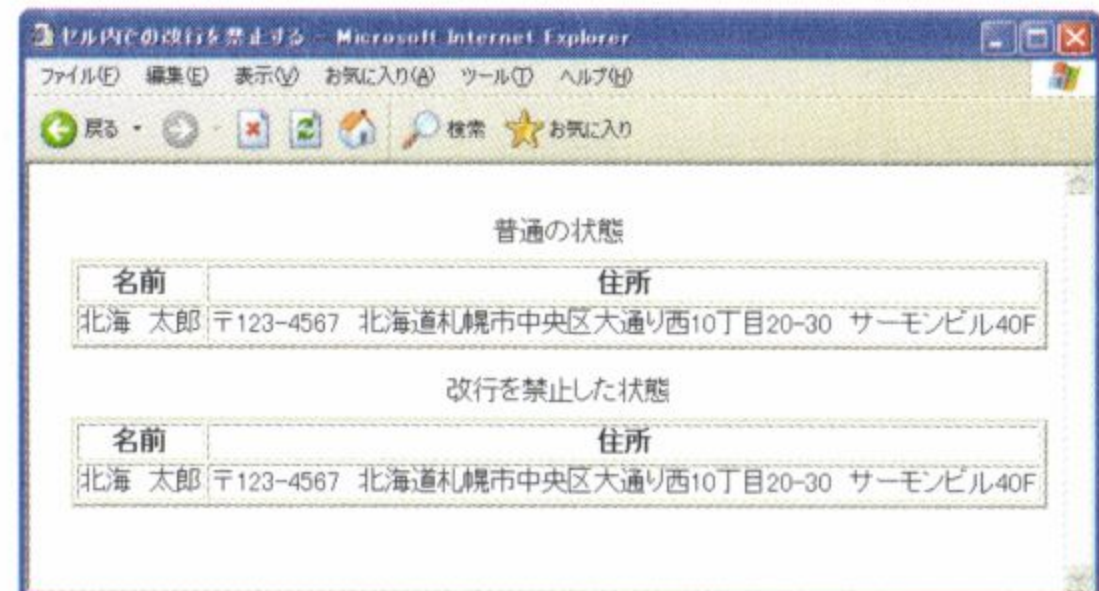 セル内での改行を禁止する - Microsoft Internet Explorer
ファイル(F) 編集(E) 表示(V) お気に入り(A) ツール(T) ヘルプ(H)
戻る 検索 お気に入り
普通の状態
名前 住所
北海 太郎 〒123-4567 北海道札幌市中央区大通り西10丁目20-30 サーモンビル40F
改行を禁止した状態
名前 住所
北海 太郎 〒123-4567 北海道札幌市中央区大通り西10丁目20-30 サーモンビル40F